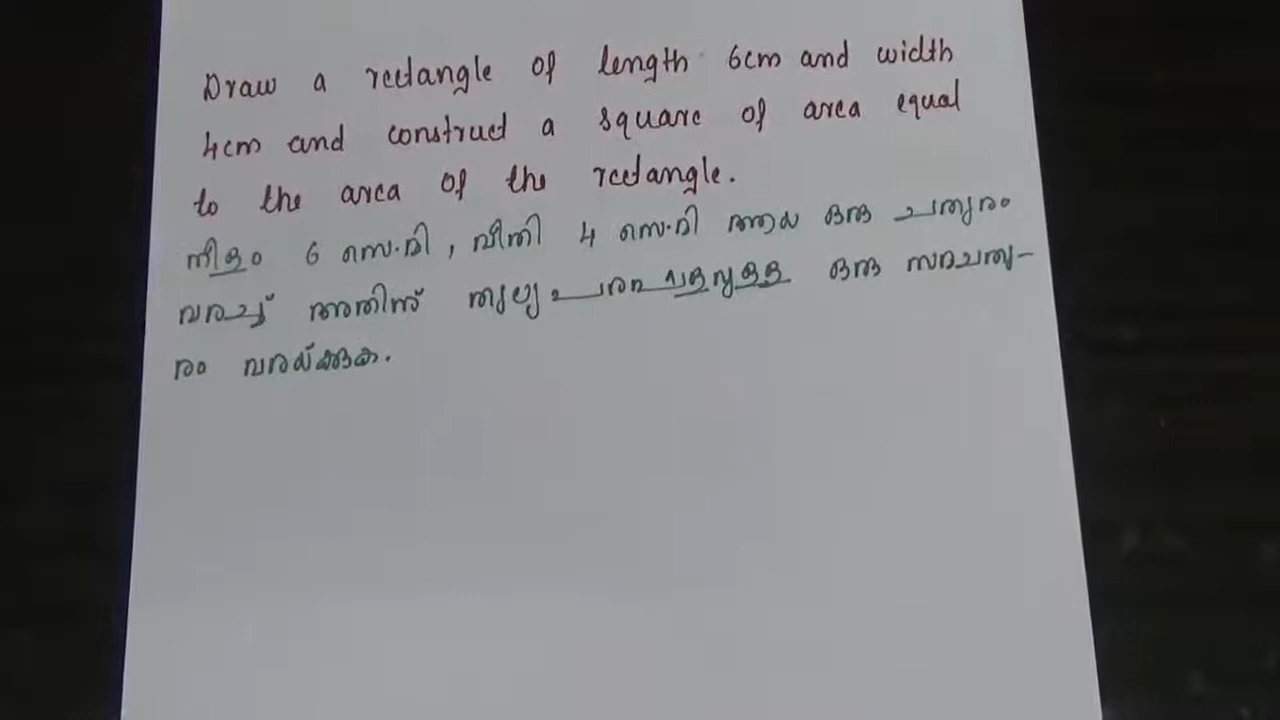 Draw a rectangle of length 6cm and width
4cm and construct a square of area equal
to the area of the rectangle.
നീളം 6 സെ.മി, വീതി 4 സെ.മി ആയ ഒരു ചതുരം
വരച്ച് അതിന് തുല്യ പരപ്പളവുള്ള ഒരു സമചതു-
രം വരയ്ക്കുക.